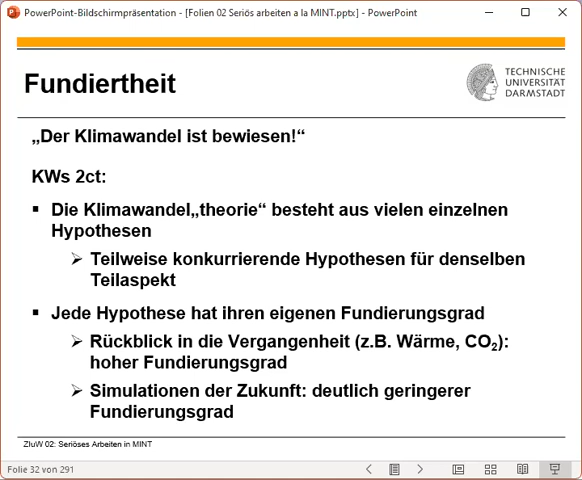 PowerPoint-Bildschirmpräsentation - [Folien 02 Seriös arbeiten a la MINT.pptx] - PowerPoint
Fundiertheit
TECHNISCHE
UNIVERSITÄT
DARMSTADT
„Der Klimawandel ist bewiesen!“
KWs 2ct:
▪ Die Klimawandel„theorie“ besteht aus vielen einzelnen
Hypothesen
➢ Teilweise konkurrierende Hypothesen für denselben
Teilaspekt
▪ Jede Hypothese hat ihren eigenen Fundierungsgrad
➢ Rückblick in die Vergangenheit (z.B. Wärme, CO₂):
hoher Fundierungsgrad
➢ Simulationen der Zukunft: deutlich geringerer
Fundierungsgrad
ZIuW 02: Seriöses Arbeiten in MINT
Folie 32 von 291